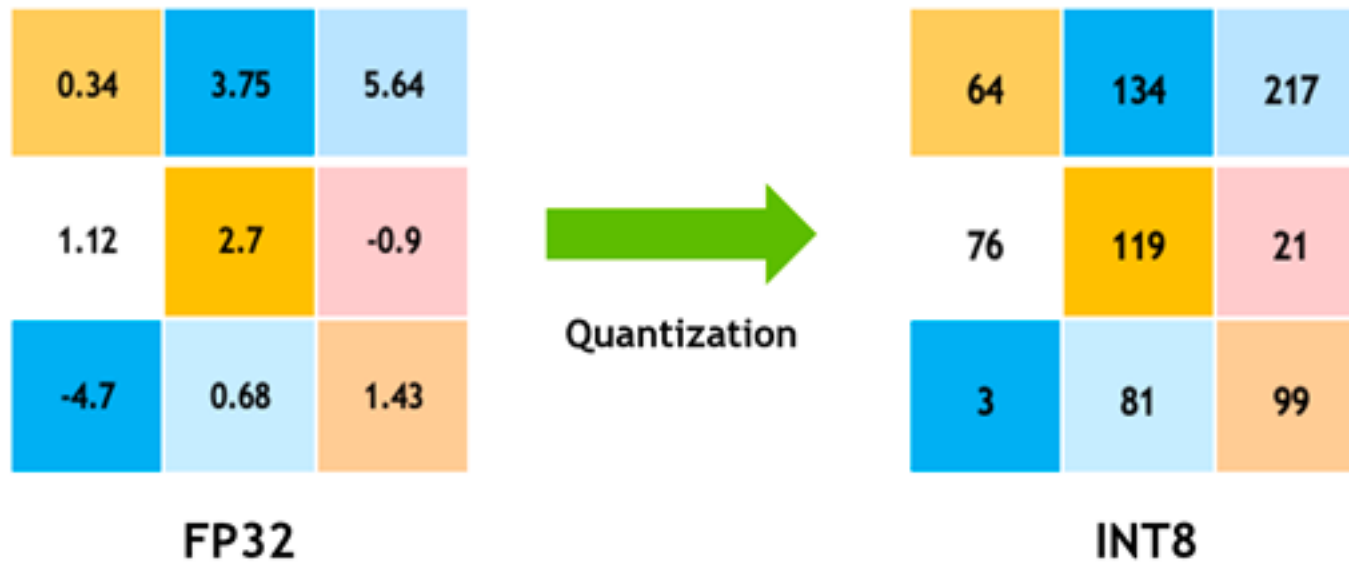 0.34 3.75 5.64 64 134 217
1.12 2.7 -0.9 76 119 21
Quantization
-4.7 0.68 1.43 3 81 99
FP32 INT8